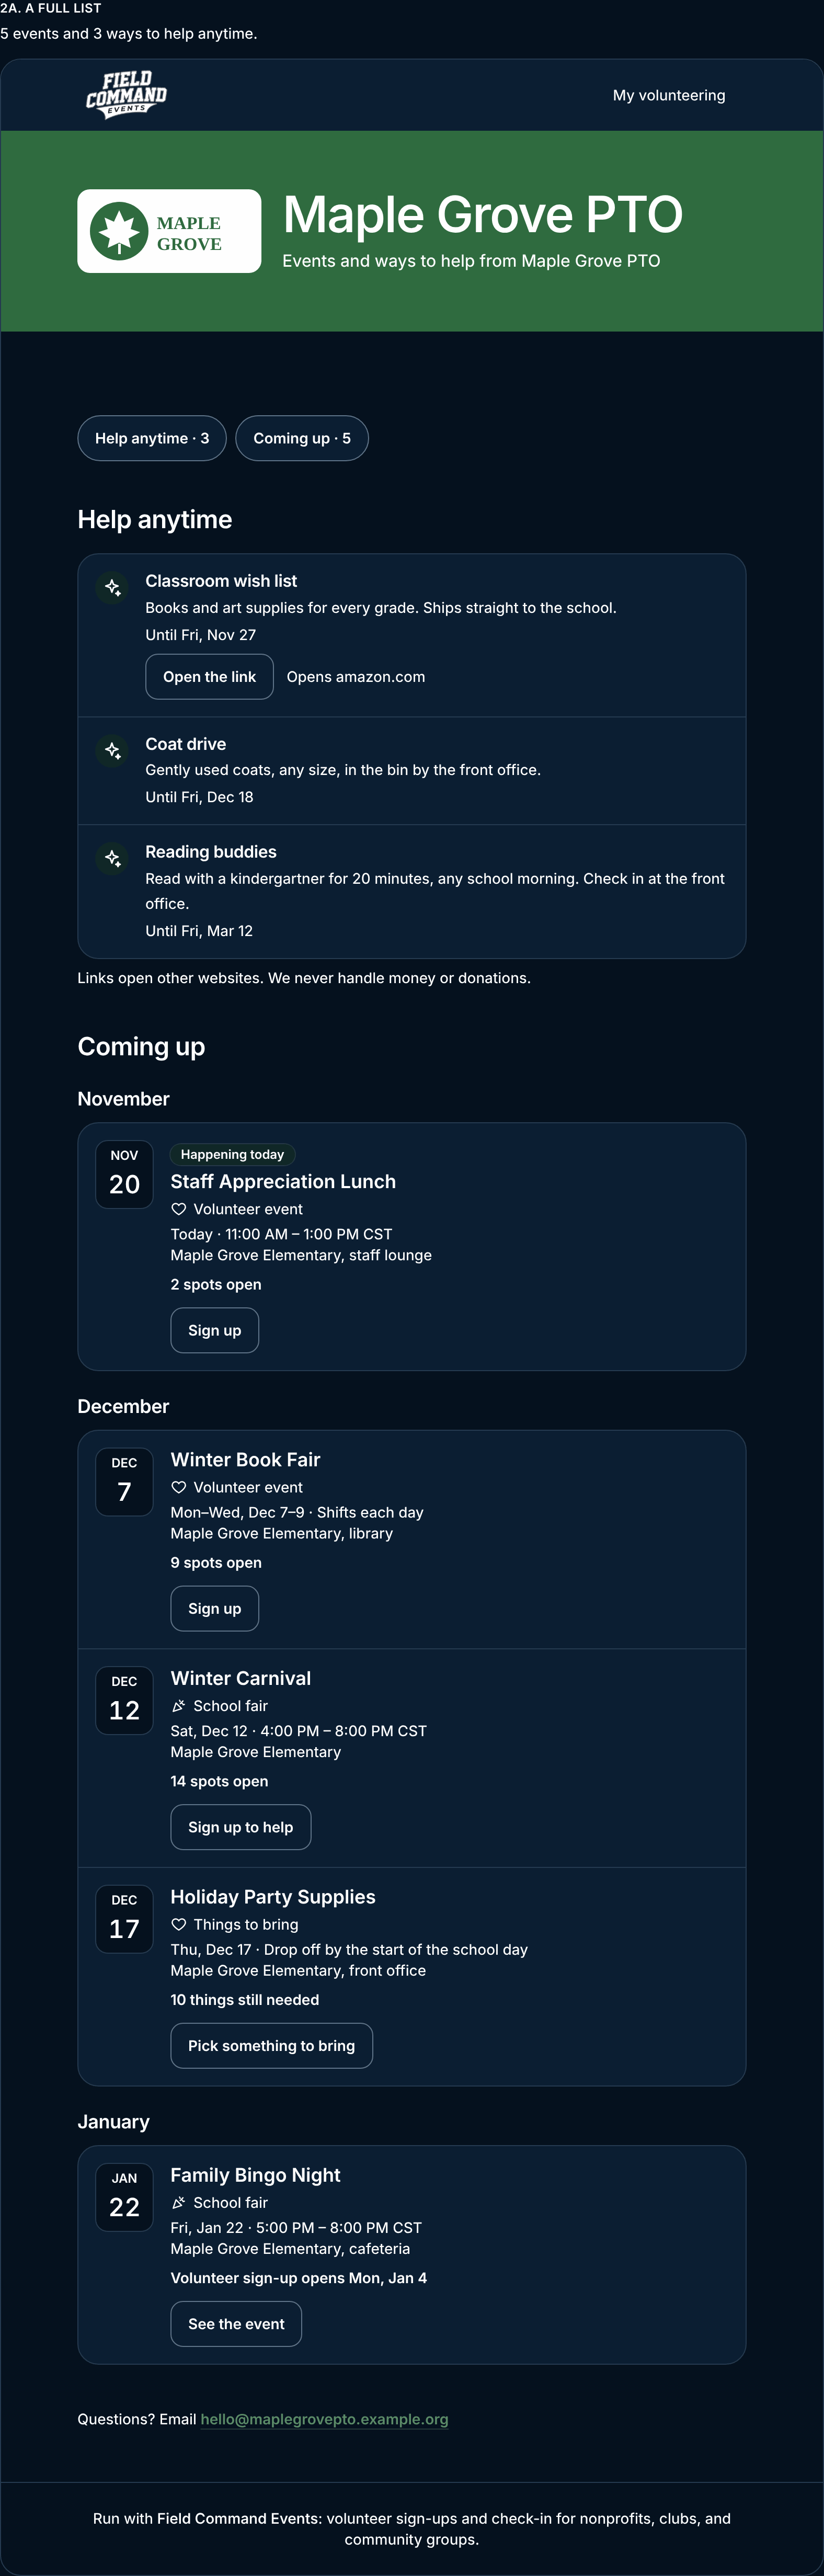 2A. A FULL LIST
5 events and 3 ways to help anytime.
FIELD
COMMAND
EVENTS
My volunteering
MAPLE
GROVE
Maple Grove PTO
Events and ways to help from Maple Grove PTO
Help anytime · 3
Coming up · 5
Help anytime
Classroom wish list
Books and art supplies for every grade. Ships straight to the school.
Until Fri, Nov 27
Open the link
Opens amazon.com
Coat drive
Gently used coats, any size, in the bin by the front office.
Until Fri, Dec 18
Reading buddies
Read with a kindergartner for 20 minutes, any school morning. Check in at the front
office.
Until Fri, Mar 12
Links open other websites. We never handle money or donations.
Coming up
November
NOV
20
Happening today
Staff Appreciation Lunch
Volunteer event
Today · 11:00 AM – 1:00 PM CST
Maple Grove Elementary, staff lounge
2 spots open
Sign up
December
DEC
7
Winter Book Fair
Volunteer event
Mon–Wed, Dec 7–9 · Shifts each day
Maple Grove Elementary, library
9 spots open
Sign up
DEC
12
Winter Carnival
School fair
Sat, Dec 12 · 4:00 PM – 8:00 PM CST
Maple Grove Elementary
14 spots open
Sign up to help
DEC
17
Holiday Party Supplies
Things to bring
Thu, Dec 17 · Drop off by the start of the school day
Maple Grove Elementary, front office
10 things still needed
Pick something to bring
January
JAN
22
Family Bingo Night
School fair
Fri, Jan 22 · 5:00 PM – 8:00 PM CST
Maple Grove Elementary, cafeteria
Volunteer sign-up opens Mon, Jan 4
See the event
Questions? Email hello@maplegrovepto.example.org
Run with Field Command Events: volunteer sign-ups and check-in for nonprofits, clubs, and
community groups.